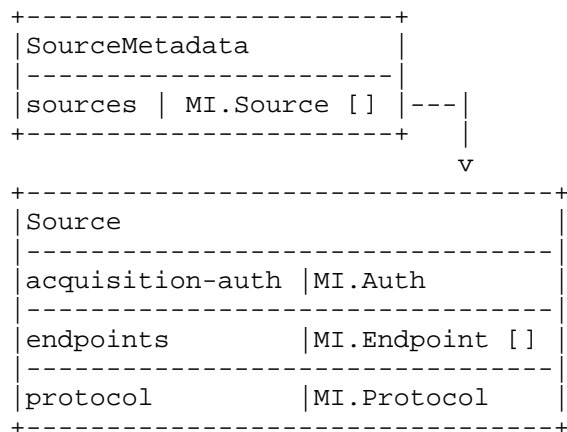 +-----------------------+
|SourceMetadata         |
|-----------------------|
|sources | MI.Source [] |---|
+-----------------------+   |
                            v
+---------------------------------+
|Source                           |
|---------------------------------|
|acquisition-auth |MI.Auth        |
|---------------------------------|
|endpoints        |MI.Endpoint [] |
|---------------------------------|
|protocol         |MI.Protocol    |
+---------------------------------+